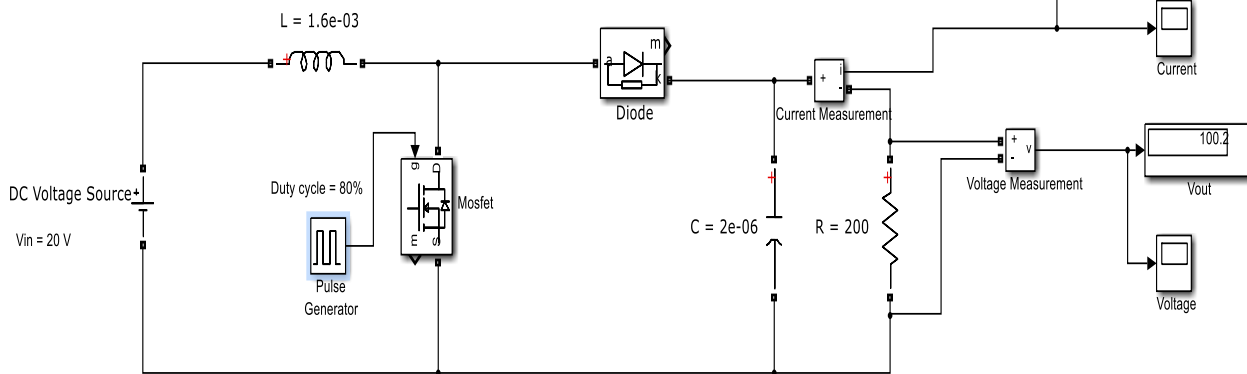 L = 1.6e-03
+
m
a
k
Diode
+
i
-
Current Measurement
Current
DC Voltage Source
+
Vin = 20 V
Duty cycle = 80%
g
D
m
S
Mosfet
Pulse
Generator
+
C = 2e-06
R = 200
+
+
-
v
Voltage Measurement
100.2
Vout
Voltage